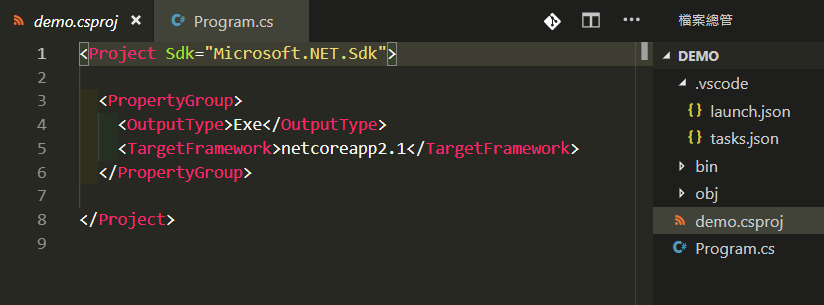 demo.csproj
Program.cs
檔案總管
1 <Project Sdk="Microsoft.NET.Sdk">
2
3   <PropertyGroup>
4     <OutputType>Exe</OutputType>
5     <TargetFramework>netcoreapp2.1</TargetFramework>
6   </PropertyGroup>
7
8 </Project>
9
DEMO
.vscode
{} launch.json
{} tasks.json
bin
obj
demo.csproj
C# Program.cs